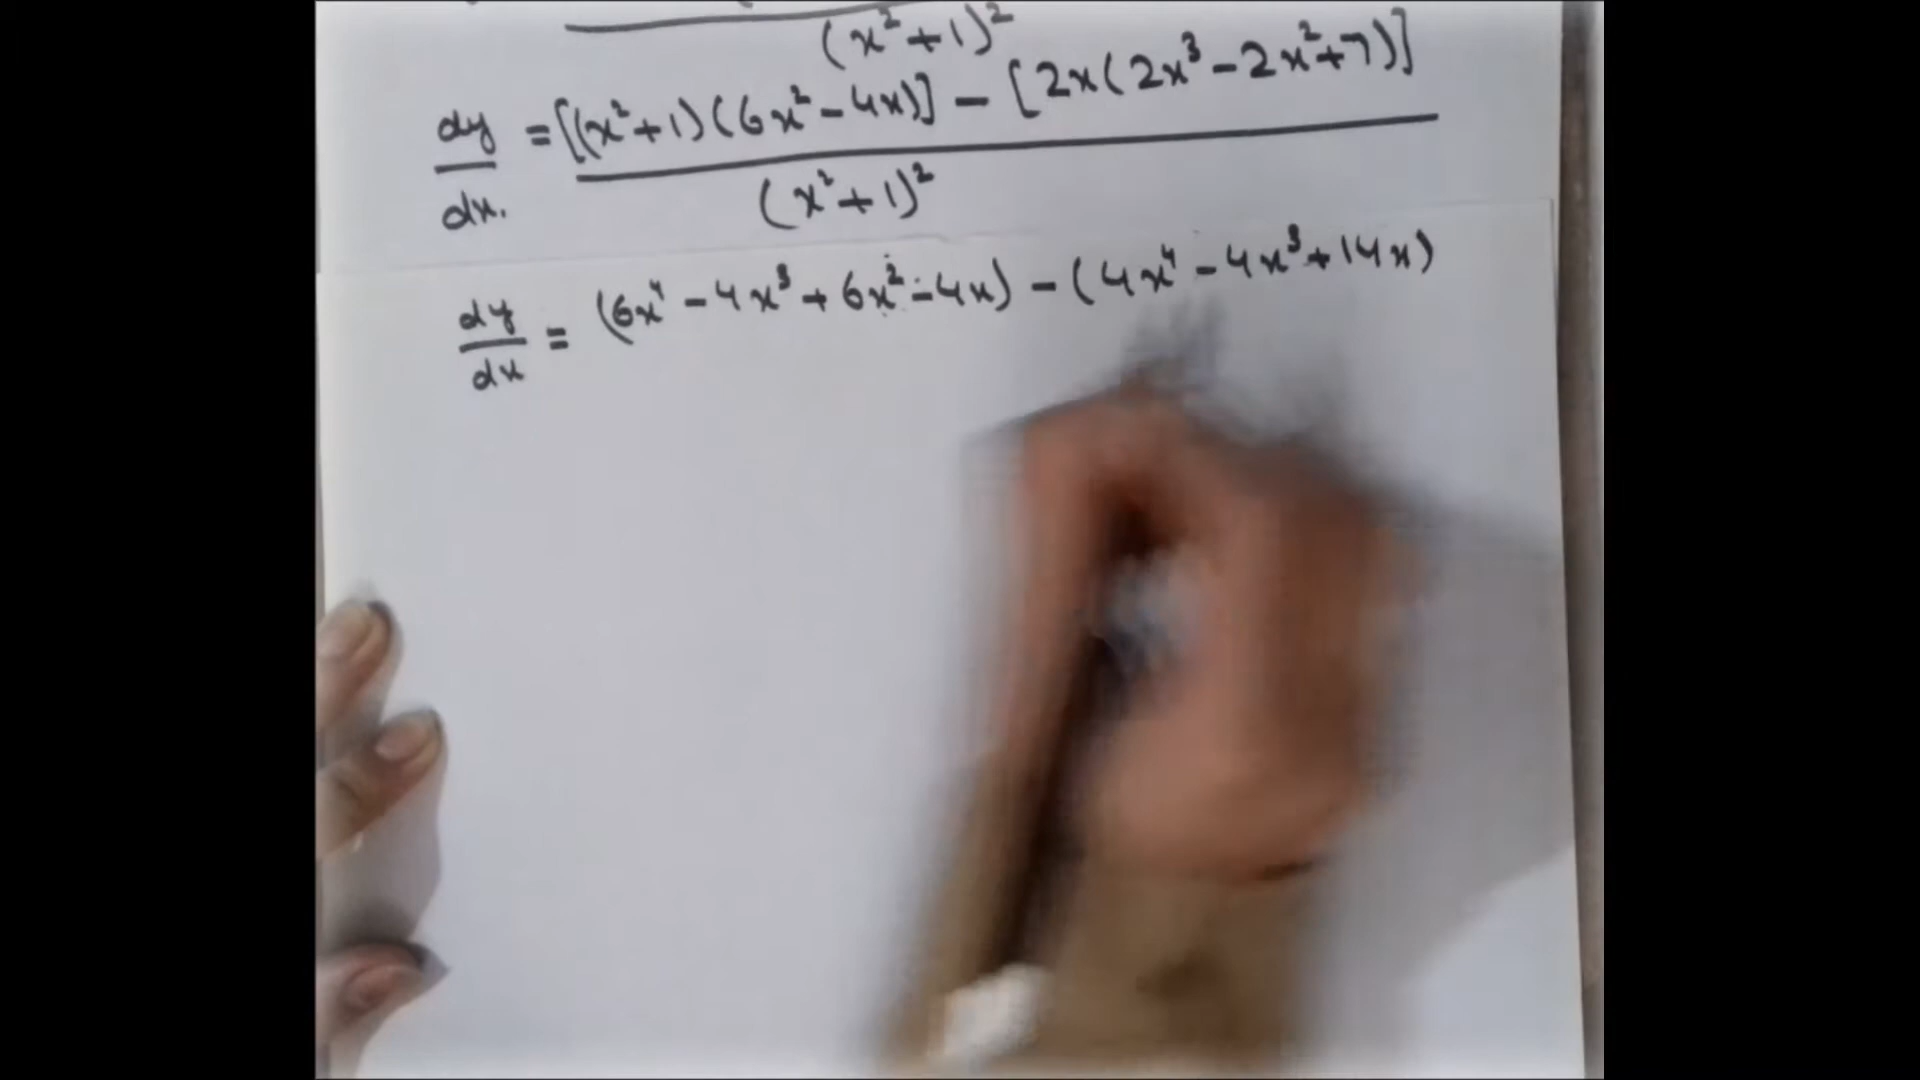 (x²+1)²
dy/dx. = [(x²+1)(6x²-4x)] - [2x(2x³-2x²+7)]
(x²+1)²
dy/dx = (6x⁴-4x³+6x²-4x)-(4x⁴-4x³+14x)